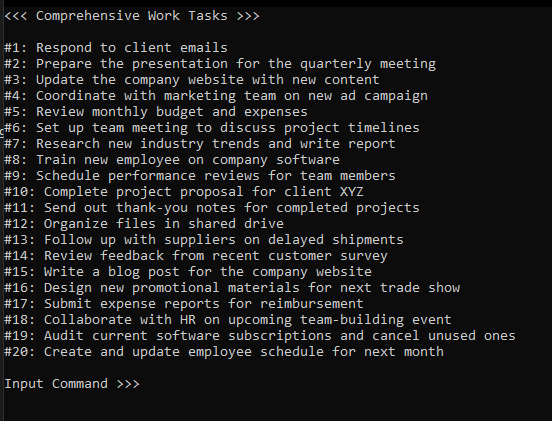 <<< Comprehensive Work Tasks >>>
#1: Respond to client emails
#2: Prepare the presentation for the quarterly meeting
#3: Update the company website with new content
#4: Coordinate with marketing team on new ad campaign
#5: Review monthly budget and expenses
#6: Set up team meeting to discuss project timelines
#7: Research new industry trends and write report
#8: Train new employee on company software
#9: Schedule performance reviews for team members
#10: Complete project proposal for client XYZ
#11: Send out thank-you notes for completed projects
#12: Organize files in shared drive
#13: Follow up with suppliers on delayed shipments
#14: Review feedback from recent customer survey
#15: Write a blog post for the company website
#16: Design new promotional materials for next trade show
#17: Submit expense reports for reimbursement
#18: Collaborate with HR on upcoming team-building event
#19: Audit current software subscriptions and cancel unused ones
#20: Create and update employee schedule for next month
Input Command >>>